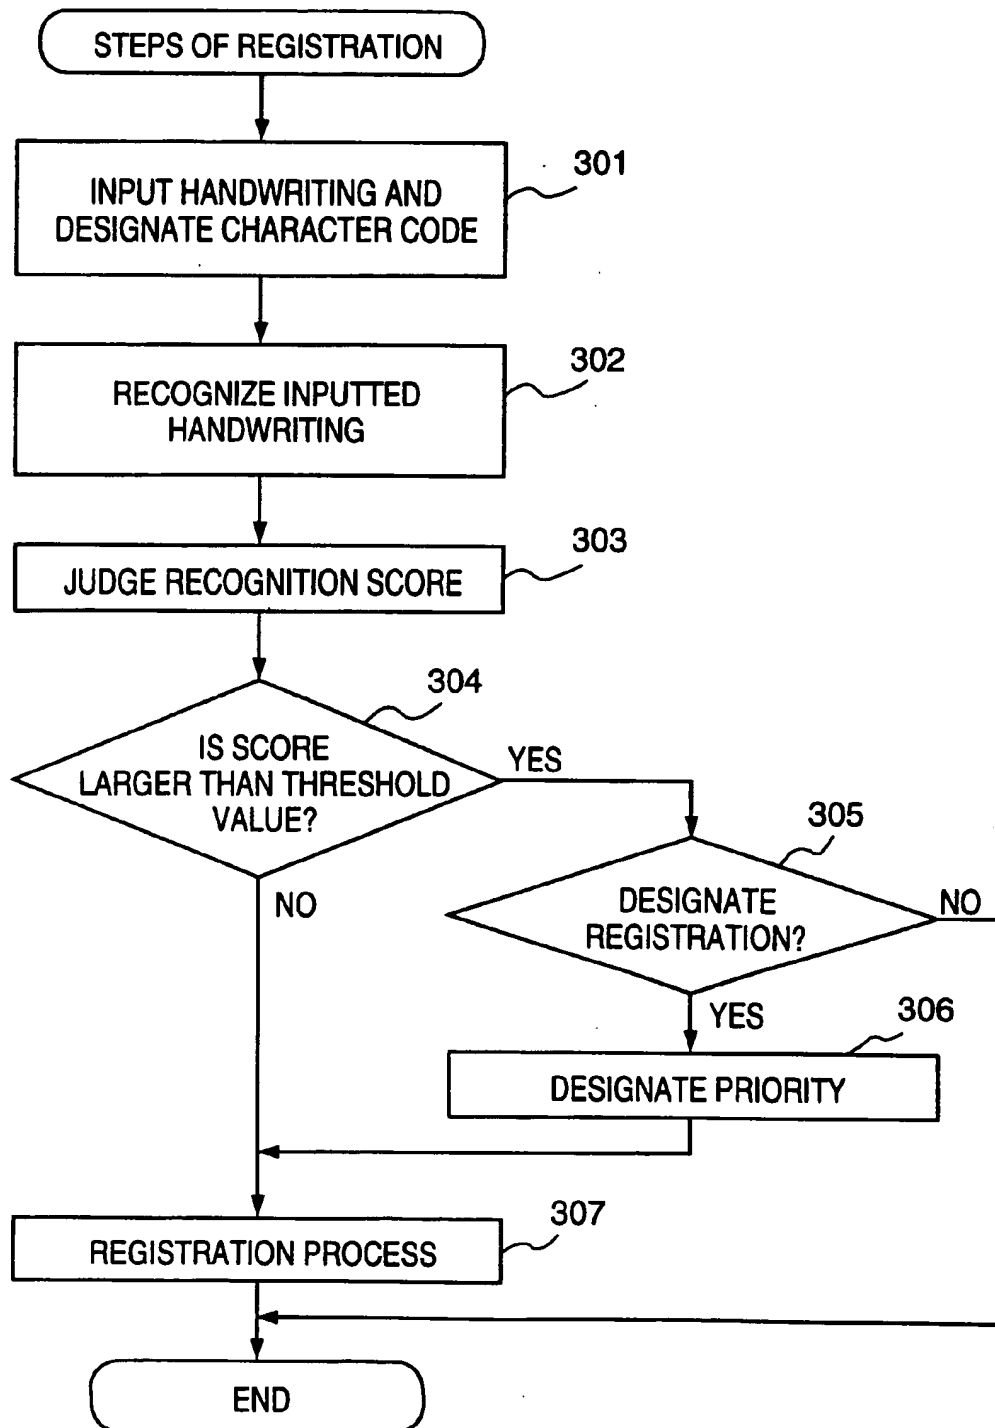 STEPS OF REGISTRATION
301
INPUT HANDWRITING AND
DESIGNATE CHARACTER CODE
302
RECOGNIZE INPUTTED
HANDWRITING
303
JUDGE RECOGNITION SCORE
304
IS SCORE
LARGER THAN THRESHOLD
VALUE?
YES
NO
305
DESIGNATE
REGISTRATION?
NO
YES
306
DESIGNATE PRIORITY
307
REGISTRATION PROCESS
END